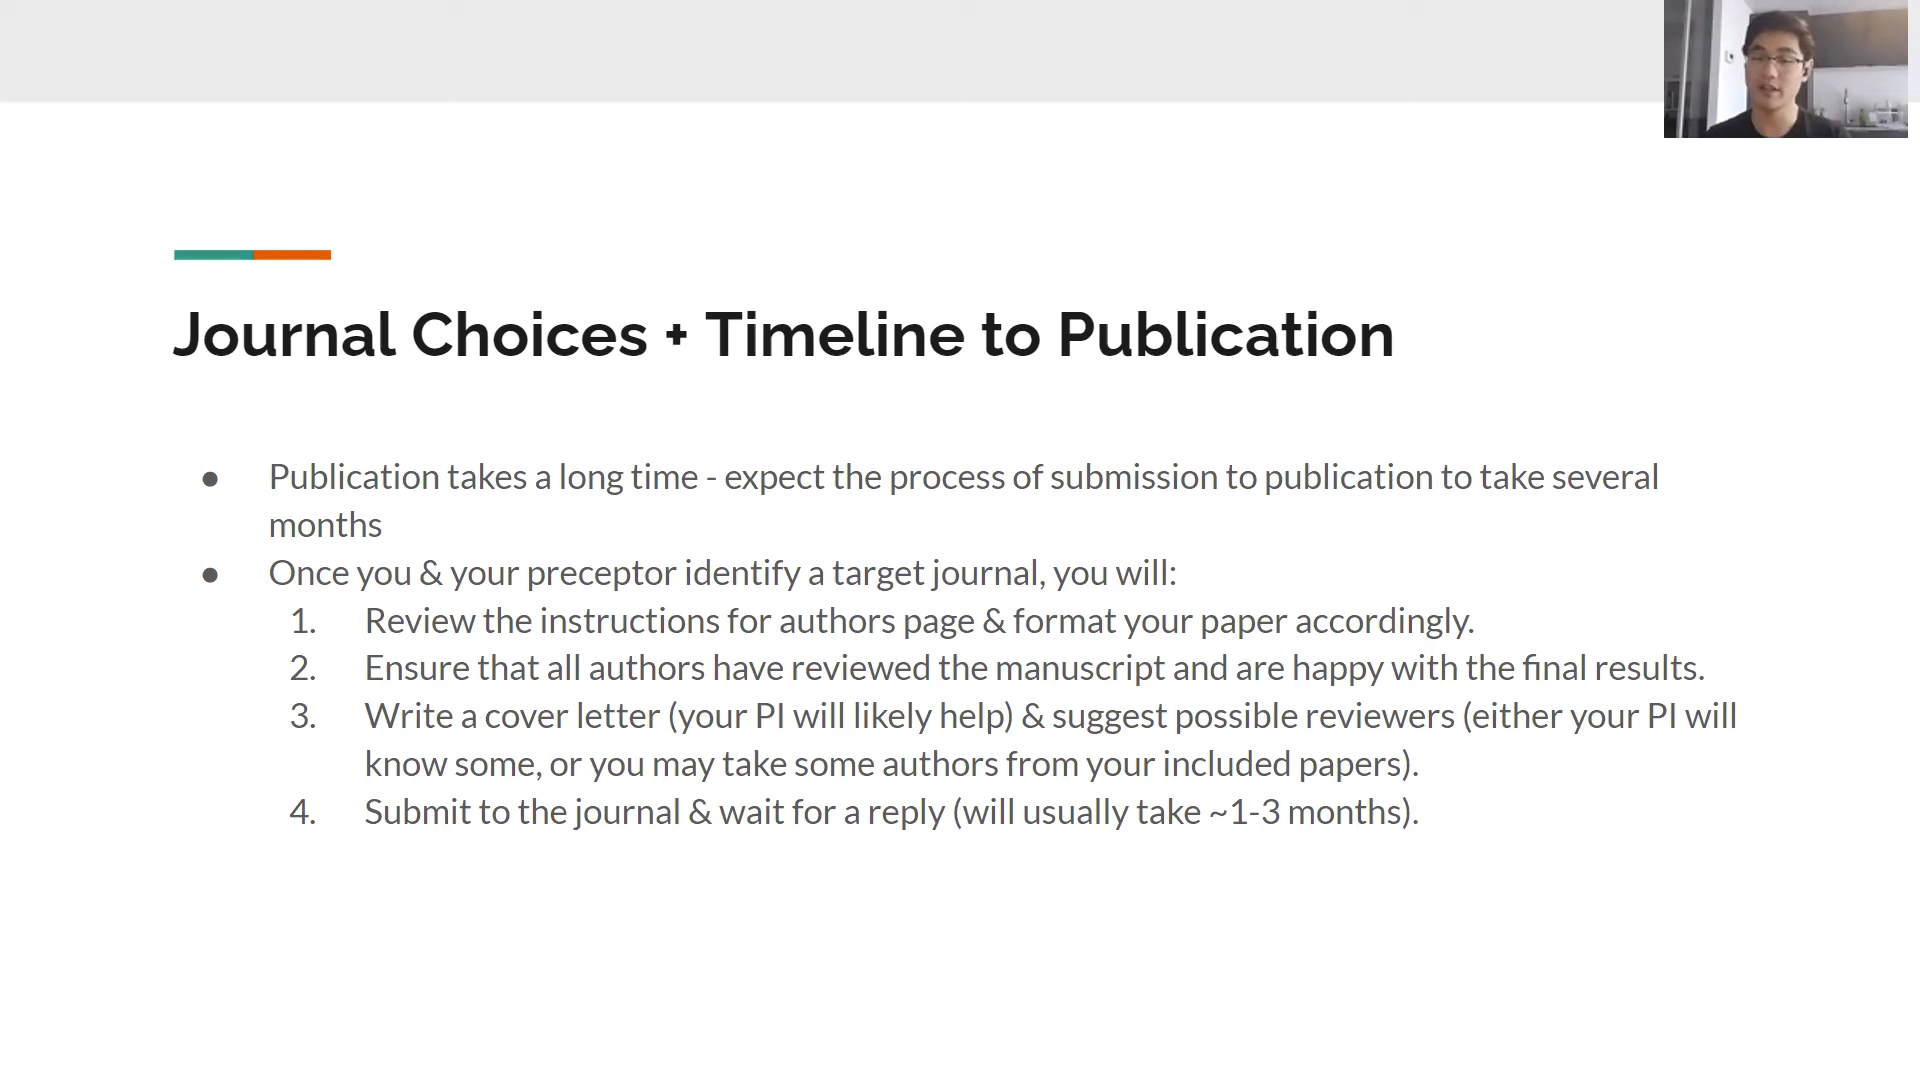 Journal Choices + Timeline to Publication
● Publication takes a long time - expect the process of submission to publication to take several
months
● Once you & your preceptor identify a target journal, you will:
1. Review the instructions for authors page & format your paper accordingly.
2. Ensure that all authors have reviewed the manuscript and are happy with the final results.
3. Write a cover letter (your PI will likely help) & suggest possible reviewers (either your PI will
know some, or you may take some authors from your included papers).
4. Submit to the journal & wait for a reply (will usually take ~1-3 months).